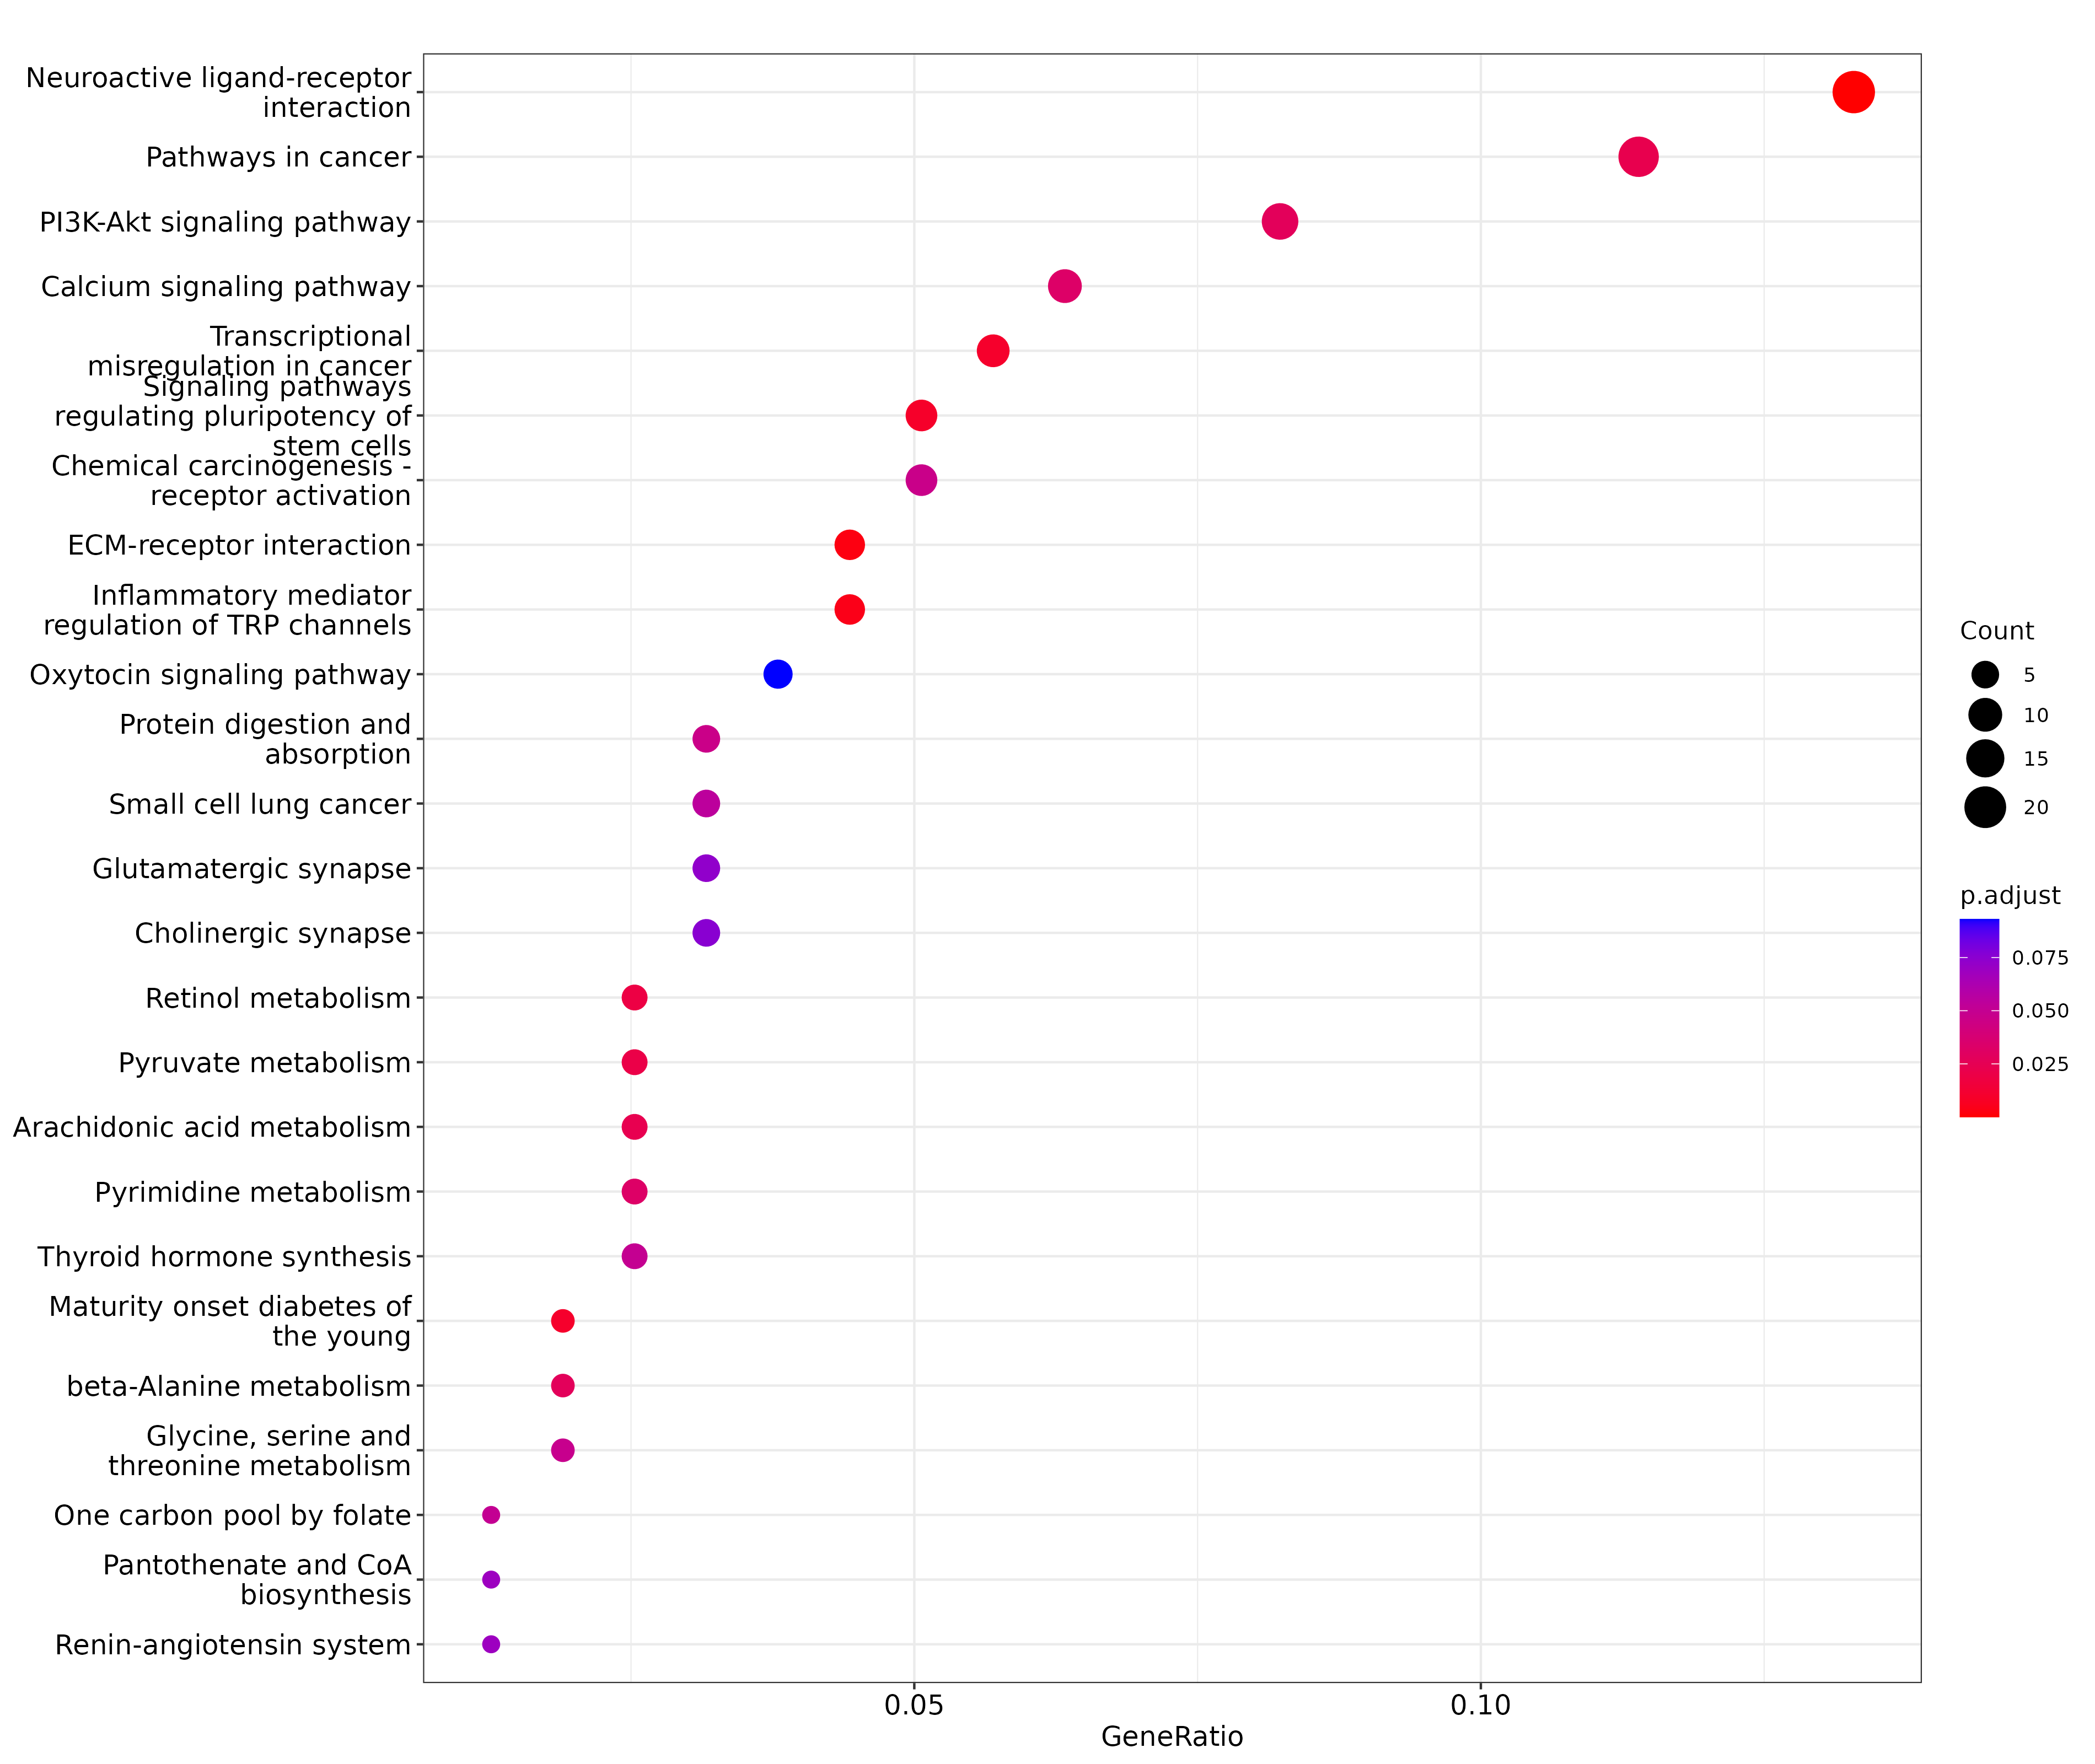 Neuroactive ligand-receptor
interaction
Pathways in cancer
PI3K-Akt signaling pathway
Calcium signaling pathway
Transcriptional
misregulation in cancer
Signaling pathways
regulating pluripotency of
stem cells
Chemical carcinogenesis -
receptor activation
ECM-receptor interaction
Inflammatory mediator
regulation of TRP channels
Oxytocin signaling pathway
Protein digestion and
absorption
Small cell lung cancer
Glutamatergic synapse
Cholinergic synapse
Retinol metabolism
Pyruvate metabolism
Arachidonic acid metabolism
Pyrimidine metabolism
Thyroid hormone synthesis
Maturity onset diabetes of
the young
beta-Alanine metabolism
Glycine, serine and
threonine metabolism
One carbon pool by folate
Pantothenate and CoA
biosynthesis
Renin-angiotensin system
0.05
0.10
GeneRatio
Count
5
10
15
20
p.adjust
0.075
0.050
0.025